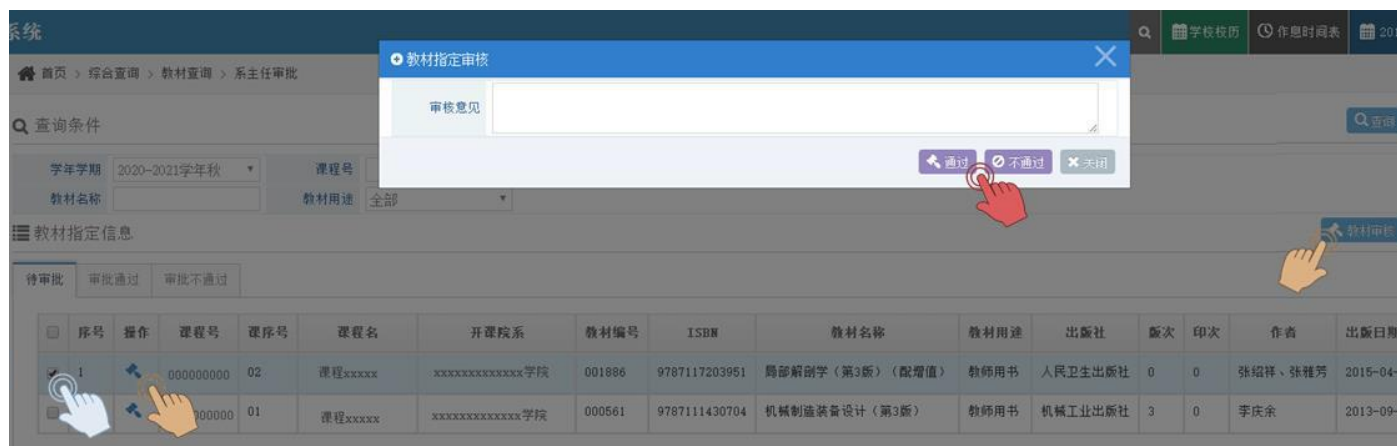 系统
学校校历 作息时间表 201
首页 > 综合查询 > 教材查询 > 系主任审批
教材指定审核
审核意见
通过 不通过 关闭
查询条件
查询
学年学期 2020-2021学年秋 课程号
教材名称 教材用途 全部
教材指定信息
教材审核
待审批 审批通过 审批不通过
序号 操作 课程号 课序号 课程名 开课院系 教材编号 ISBN 教材名称 教材用途 出版社 版次 印次 作者 出版日期
1 000000000 02 课程xxxxx xxxxxxxxxxxxx学院 001886 9787117203951 局部解剖学（第3版）（配增值） 教师用书 人民卫生出版社 0 0 张绍祥、张雅芳 2015-04-
00000 01 课程xxxxx xxxxxxxxxxxxx学院 000561 9787111430704 机械制造装备设计（第3版） 教师用书 机械工业出版社 3 0 李庆余 2013-09-